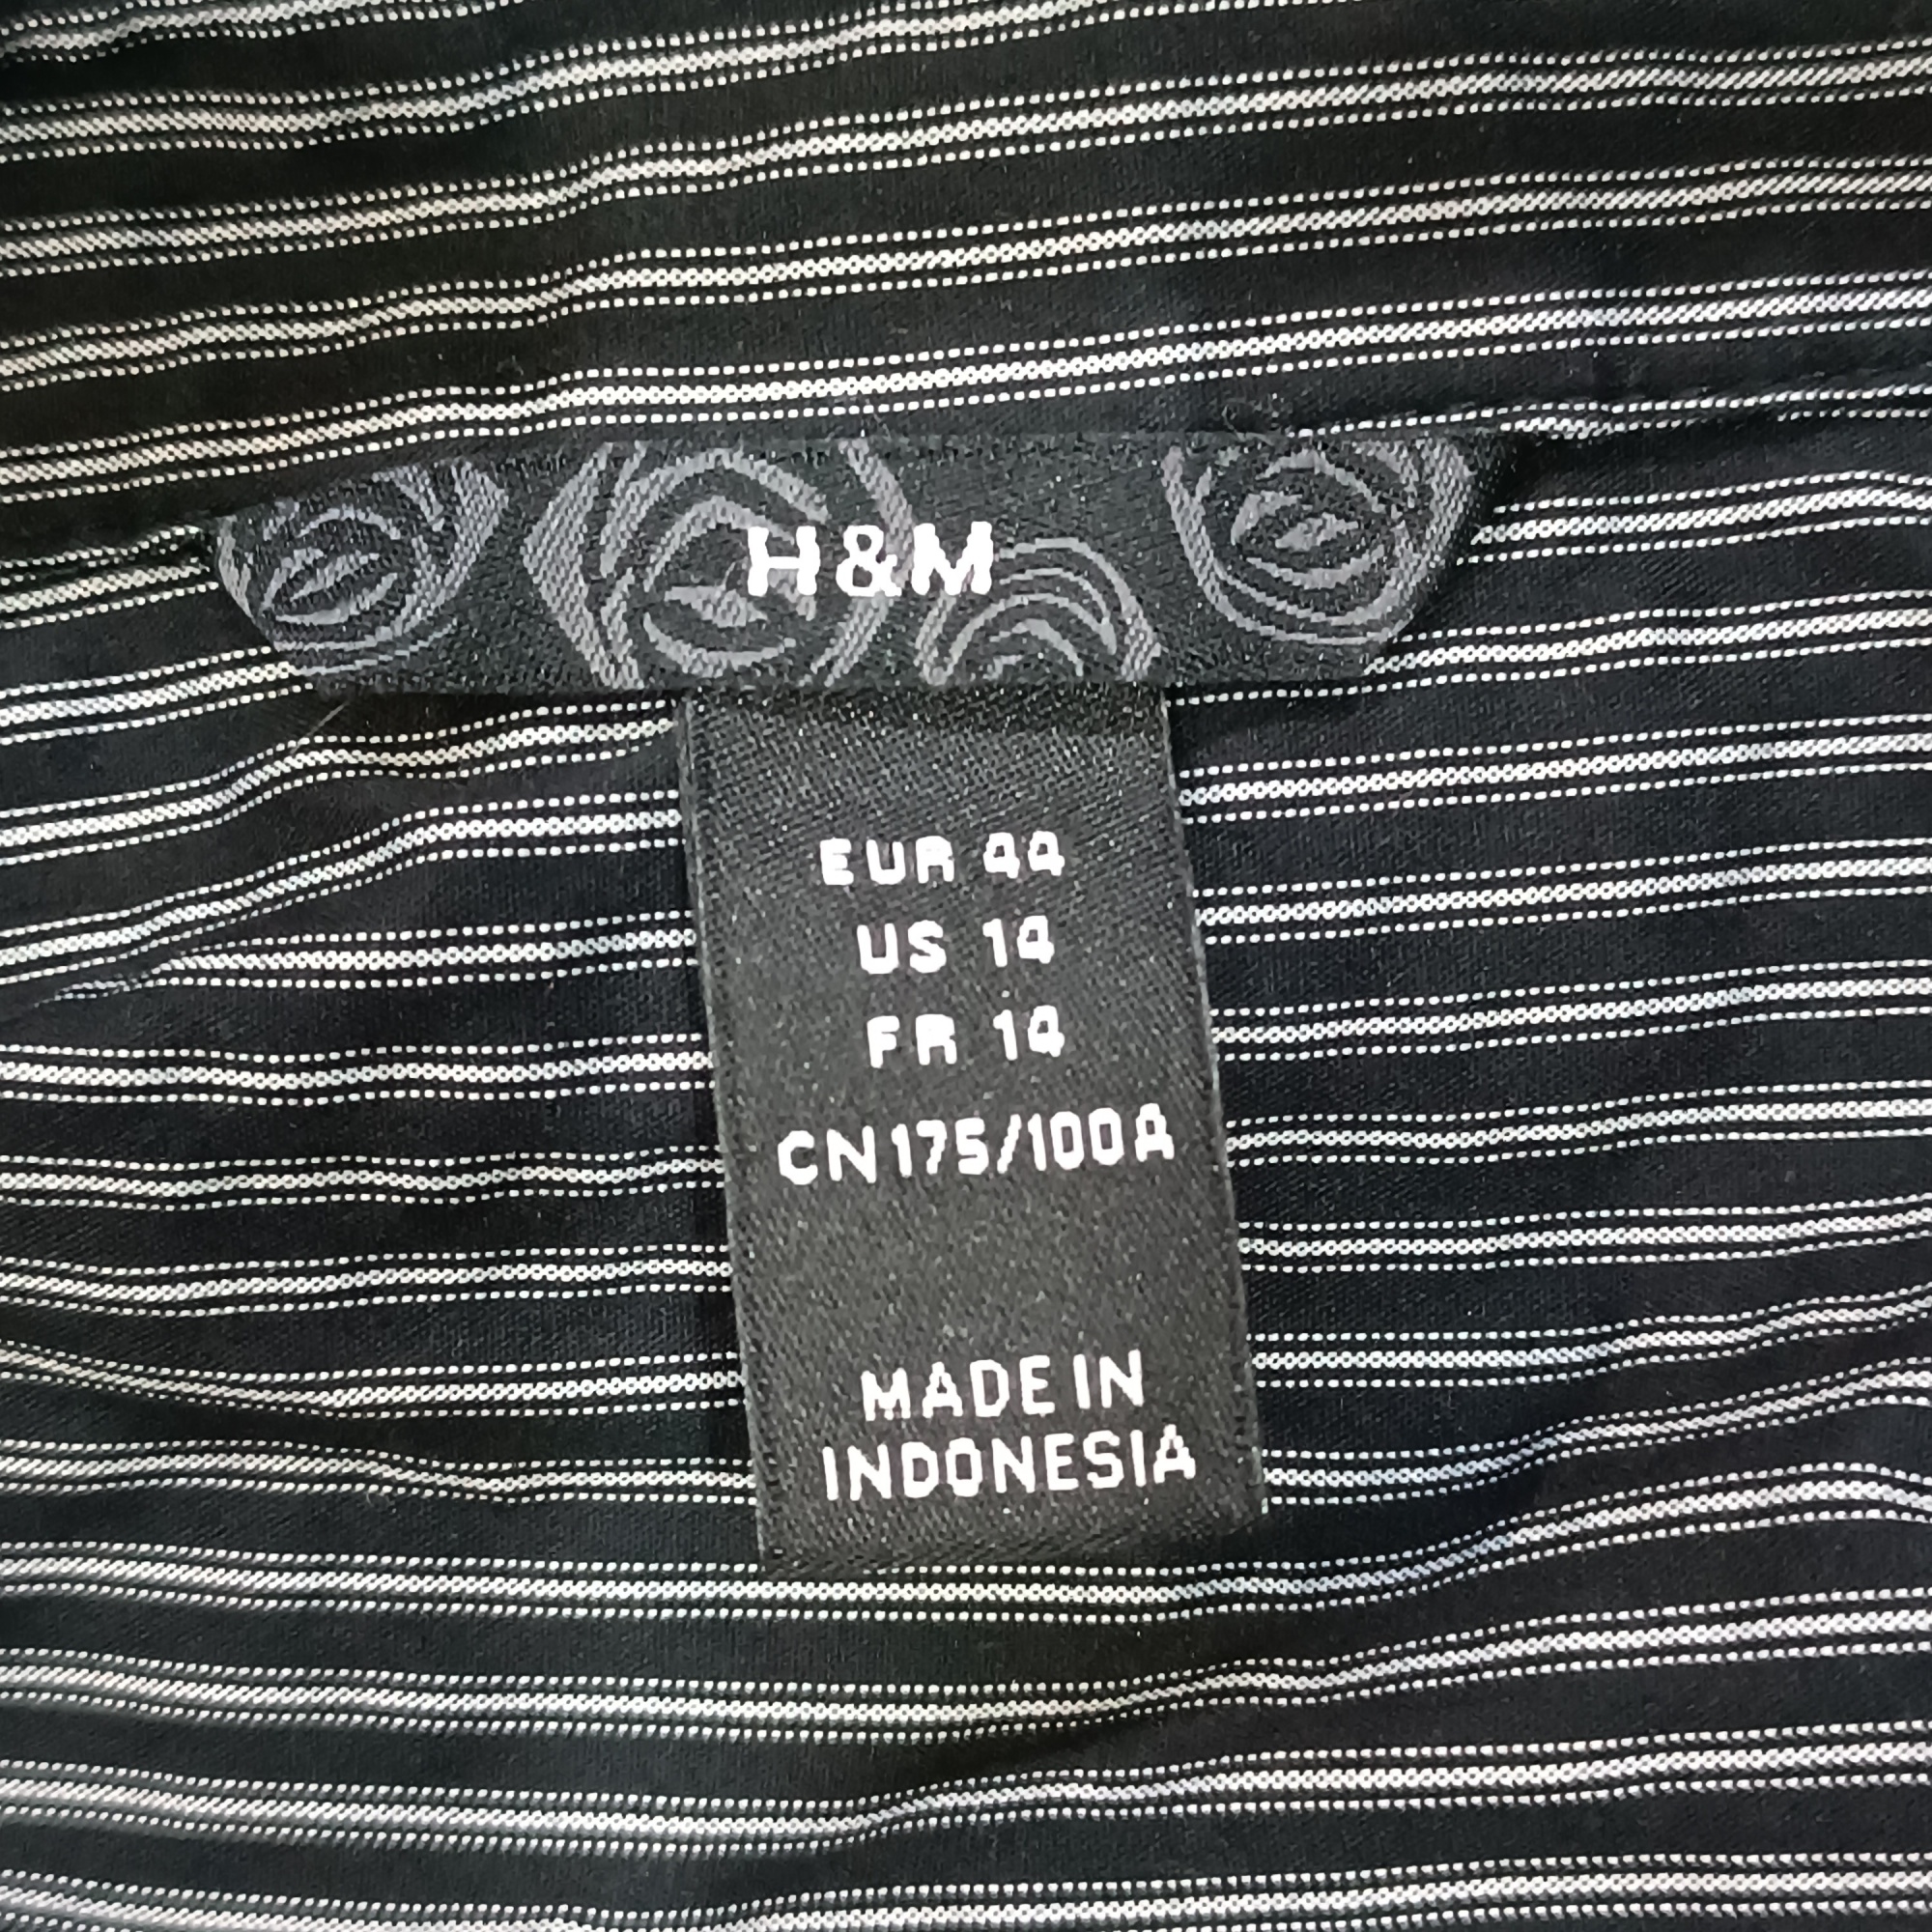 H&M
EUR 44
US 14
FR 14
CN 175/100A
MADE IN
INDONESIA